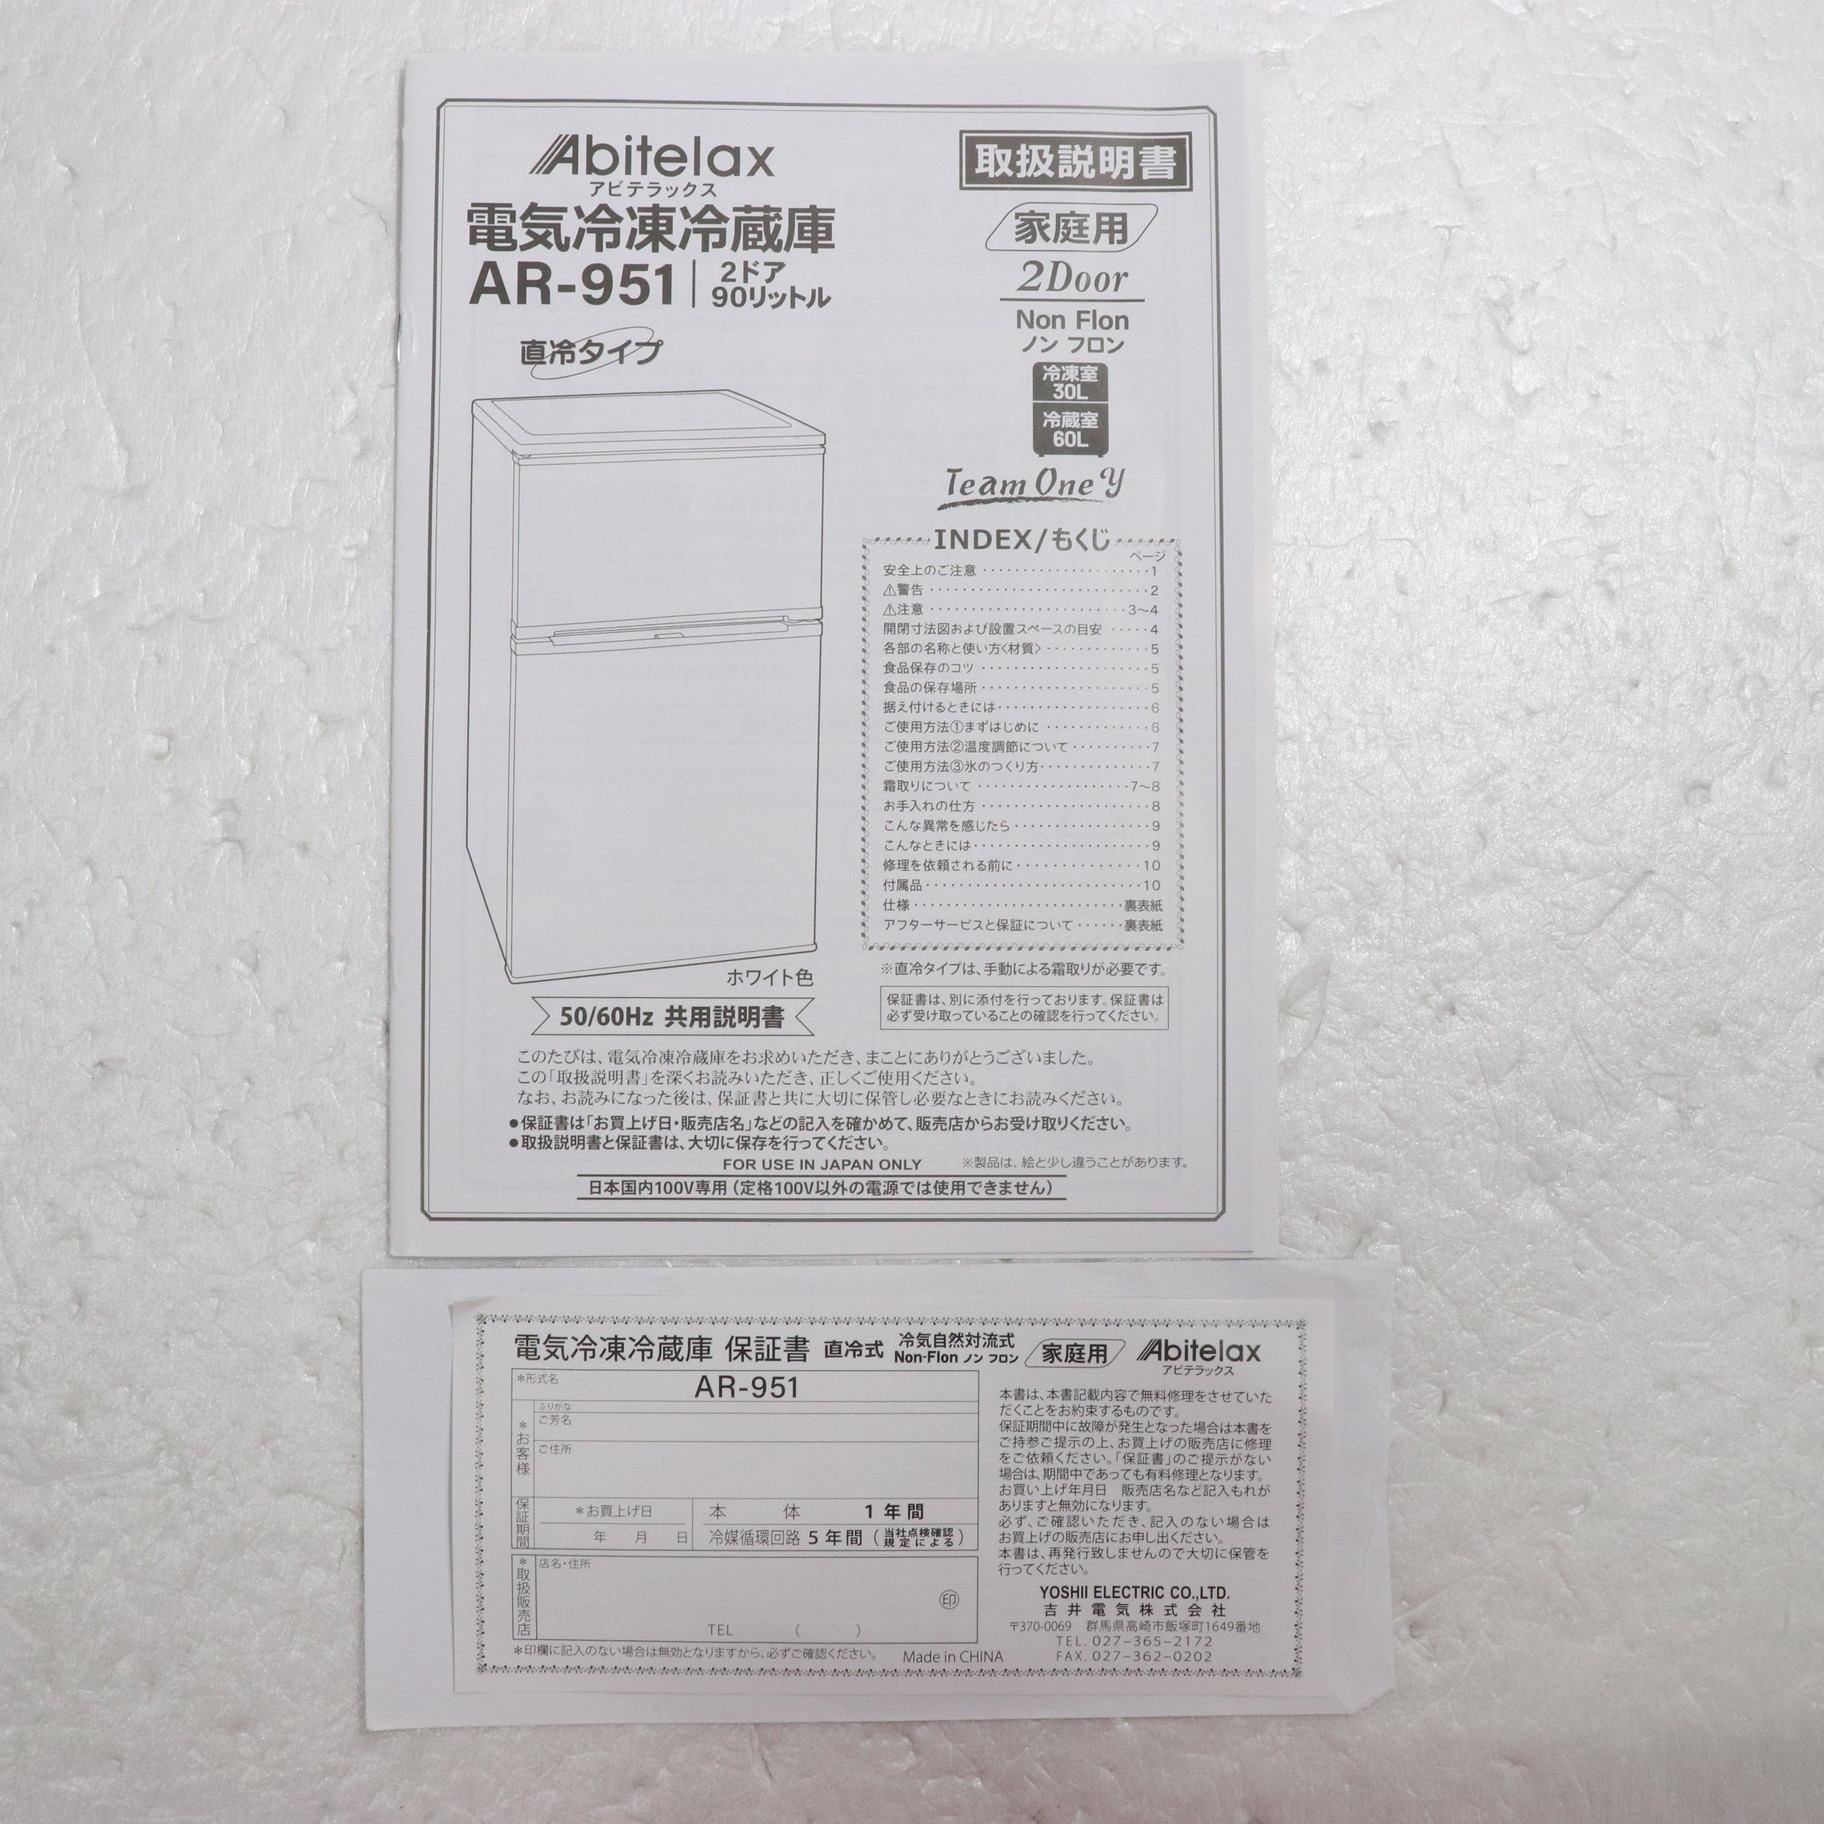 Abitelax
アビテラックス
電気冷凍冷蔵庫
AR-951
2ドア
90リットル
直冷タイプ
取扱説明書
家庭用
2Door
Non Flon
ノン フロン
冷凍室
30L
冷蔵室
60L
Team One y
INDEX/もくじ
ページ
安全上のご注意 ・・・・・・・・・・・・・・・・・・・・・1
⚠警告 ・・・・・・・・・・・・・・・・・・・・・・・・・・・2
⚠注意 ・・・・・・・・・・・・・・・・・・・・・・・・3～4
開閉寸法図および設置スペースの目安 ・・・・・4
各部の名称と使い方〈材質〉・・・・・・・・・・・・・5
食品保存のコツ ・・・・・・・・・・・・・・・・・・・・・5
食品の保存場所 ・・・・・・・・・・・・・・・・・・・・・5
据え付けるときには・・・・・・・・・・・・・・・・・・・6
ご使用方法①まずはじめに ・・・・・・・・・・・・・6
ご使用方法②温度調節について ・・・・・・・・・・7
ご使用方法③氷のつくり方・・・・・・・・・・・・・・7
霜取りについて ・・・・・・・・・・・・・・・・・・・7～8
お手入れの仕方 ・・・・・・・・・・・・・・・・・・・・・8
こんな異常を感じたら・・・・・・・・・・・・・・・・・9
こんなときには・・・・・・・・・・・・・・・・・・・・・・9
修理を依頼される前に・・・・・・・・・・・・・・・・10
付属品・・・・・・・・・・・・・・・・・・・・・・・・・・・10
仕様・・・・・・・・・・・・・・・・・・・・・・・・・・裏表紙
アフターサービスと保証について・・・・・・裏表紙
※直冷タイプは、手動による霜取りが必要です。
保証書は、別に添付を行っております。保証書は
必ず受け取っていることの確認を行ってください。
ホワイト色
50/60Hz 共用説明書
このたびは、電気冷凍冷蔵庫をお求めいただき、まことにありがとうございました。
この「取扱説明書」を深くお読みいただき、正しくご使用ください。
なお、お読みになった後は、保証書と共に大切に保管し必要なときにお読みください。
●保証書は「お買上げ日・販売店名」などの記入を確かめて、販売店からお受け取りください。
●取扱説明書と保証書は、大切に保存を行ってください。
FOR USE IN JAPAN ONLY ※製品は、絵と少し違うことがあります。
日本国内100V専用（定格100V以外の電源では使用できません）
電気冷凍冷蔵庫 保証書 直冷式
冷気自然対流式
Non-Flon ノン フロン
家庭用
Abitelax
アビテラックス
＊形式名
AR-951
＊お客様
ふりがな
ご芳名
ご住所
保証期間
＊お買上げ日
年 月 日
本 体 1年間
冷媒循環回路 5年間（当社点検確認規定による）
＊取扱販売店
店名・住所
印
TEL （ ）
＊印欄に記入のない場合は無効となりますから、必ずご確認ください。
Made in CHINA
本書は、本書記載内容で無料修理をさせていた
だくことをお約束するものです。
保証期間中に故障が発生となった場合は本書を
ご持参ご提示の上、お買上げの販売店に修理
をご依頼ください。「保証書」のご提示がない
場合は、期間中であっても有料修理となります。
お買い上げ年月日 販売店名など記入もれが
ありますと無効になります。
必ず、ご確認いただき、記入のない場合は
お買上げの販売店にお申し出ください。
本書は、再発行致しませんので大切に保管を
行ってください。
YOSHII ELECTRIC CO.,LTD.
吉井電気株式会社
〒370-0069 群馬県高崎市飯塚町1649番地
TEL.027-365-2172
FAX.027-362-0202